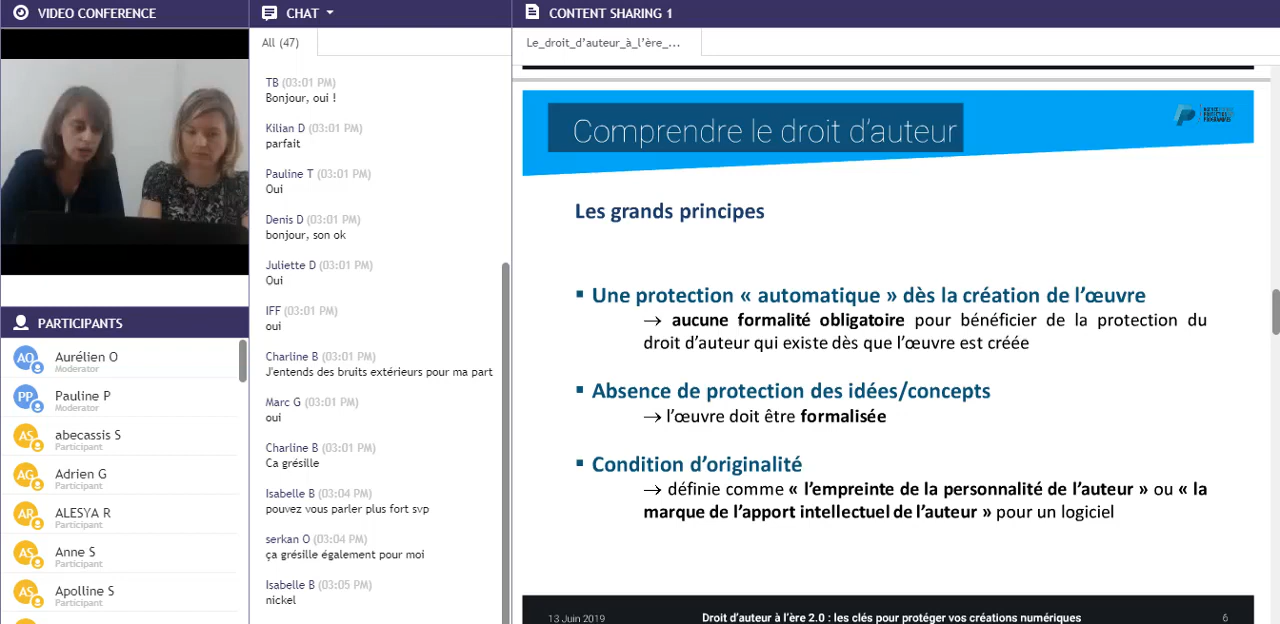 VIDEO CONFERENCE
CHAT
CONTENT SHARING 1
All (47)
Le_droit_d'auteur_à_l'ère_...
TB (03:01 PM)
Bonjour, oui !
Kilian D (03:01 PM)
parfait
Pauline T (03:01 PM)
Oui
Denis D (03:01 PM)
bonjour, son ok
Juliette D (03:01 PM)
Oui
IFF (03:01 PM)
oui
Charline B (03:01 PM)
J'entends des bruits extérieurs pour ma part
Marc G (03:01 PM)
oui
Charline B (03:01 PM)
Ca grésille
Isabelle B (03:04 PM)
pouvez vous parler plus fort svp
serkan O (03:04 PM)
ça grésille également pour moi
Isabelle B (03:05 PM)
nickel
PARTICIPANTS
AO
Aurélien O
Moderator
PP
Pauline P
Moderator
AS
abecassis S
Participant
AG
Adrien G
Participant
AR
ALESYA R
Participant
AS
Anne S
Participant
AS
Apolline S
Participant
Comprendre le droit d'auteur
Les grands principes
▪ Une protection « automatique » dès la création de l'œuvre
→ aucune formalité obligatoire pour bénéficier de la protection du
droit d'auteur qui existe dès que l'œuvre est créée
▪ Absence de protection des idées/concepts
→ l'œuvre doit être formalisée
▪ Condition d'originalité
→ définie comme « l'empreinte de la personnalité de l'auteur » ou « la
marque de l'apport intellectuel de l'auteur » pour un logiciel
13 Juin 2019
Droit d'auteur à l'ère 2.0 : les clés pour protéger vos créations numériques
6